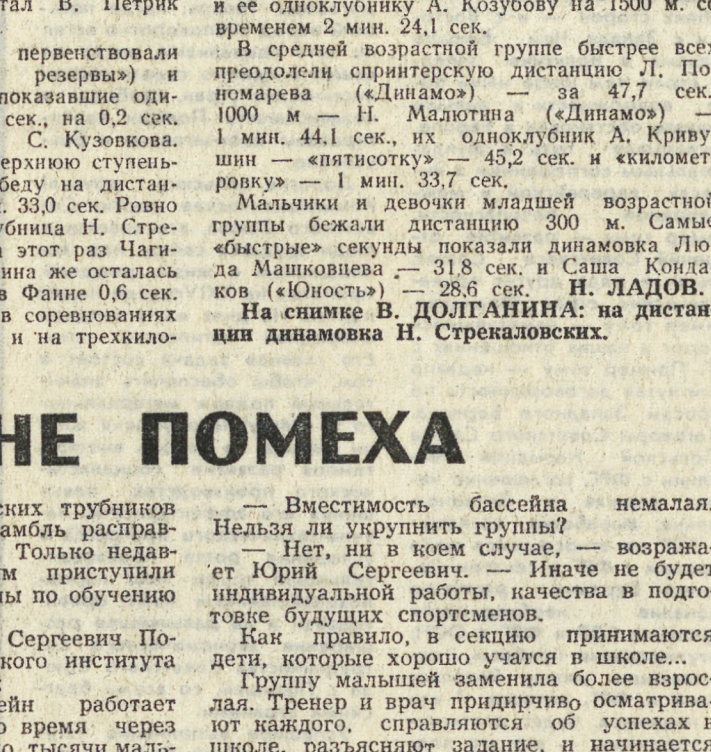 тал В. Петрик
первенствовали
резервы») и
показавшие оди-
сек., на 0,2 сек.
С. Кузовкова.
ерхнюю ступень-
беду на дистан-
. 33,0 сек. Ровно
убница Н. Стре-
этот раз Чаги-
ина же осталась
в Фаине 0,6 сек.
в соревнованиях
и на трехкило-
и ее одноклубнику А. Козубову на 1500 м. со
временем 2 мин. 24,1 сек.
В средней возрастной группе быстрее всех
преодолели спринтерскую дистанцию Л. По-
номарева («Динамо») — за 47,7 сек.
1000 м — Н. Малютина («Динамо») —
1 мин. 44,1 сек., их одноклубник А. Криву-
шин — «пятисотку» — 45,2 сек. и «километ-
ровку» — 1 мин. 33,7 сек.
Мальчики и девочки младшей возрастной
группы бежали дистанцию 300 м. Самые
«быстрые» секунды показали динамовка Лю-
да Машковцева — 31,8 сек. и Саша Конда-
ков («Юность») — 28,6 сек. Н. ЛАДОВ.
На снимке В. ДОЛГАНИНА: на дистан-
ции динамовка Н. Стрекаловских.
НЕ ПОМЕХА
ских трубников
амбль расправ-
Только недав-
м приступили
ны по обучению
Сергеевич По-
кого института
ейн работает
о время через
о тысячи маль-
— Вместимость бассейна немалая.
Нельзя ли укрупнить группы?
— Нет, ни в коем случае, — возража-
ет Юрий Сергеевич. — Иначе не будет
индивидуальной работы, качества в подго-
товке будущих спортсменов.
Как правило, в секцию принимаются
дети, которые хорошо учатся в школе...
Группу малышей заменила более взрос-
лая. Тренер и врач придирчиво осматрива-
ют каждого, справляются об успехах в
школе, разъясняют задание, и начинается